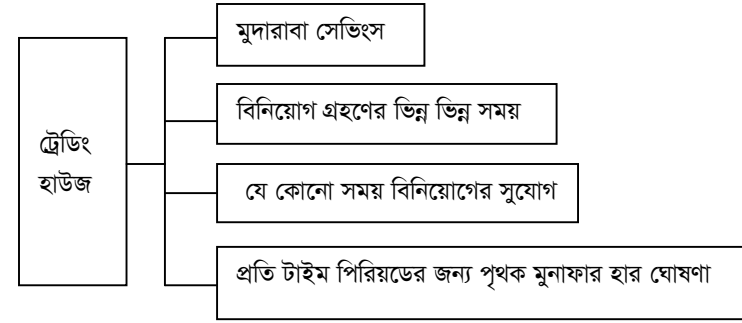 মুদারাবা সেভিংস
বিনিয়োগ গ্রহণের ভিন্ন ভিন্ন সময়
ট্রেডিং
হাউজ
যে কোনো সময় বিনিয়োগের সুযোগ
প্রতি টাইম পিরিয়ডের জন্য পৃথক মুনাফার হার ঘোষণা